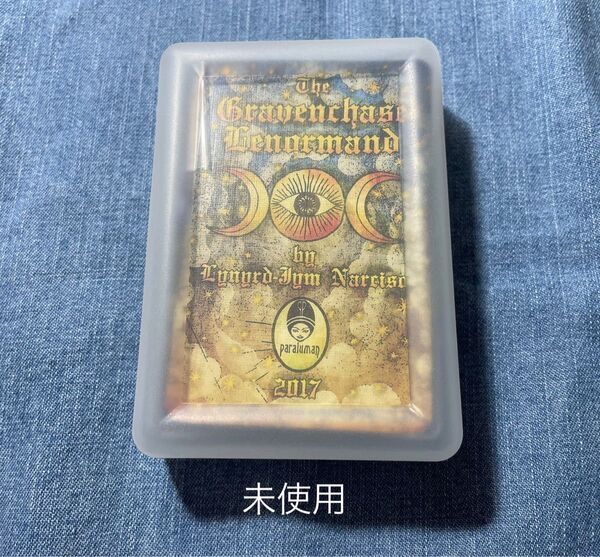 The
Gravenchase
Lenormand
by
Lynyrd-Jym Narciso
paraluman
2017
未使用